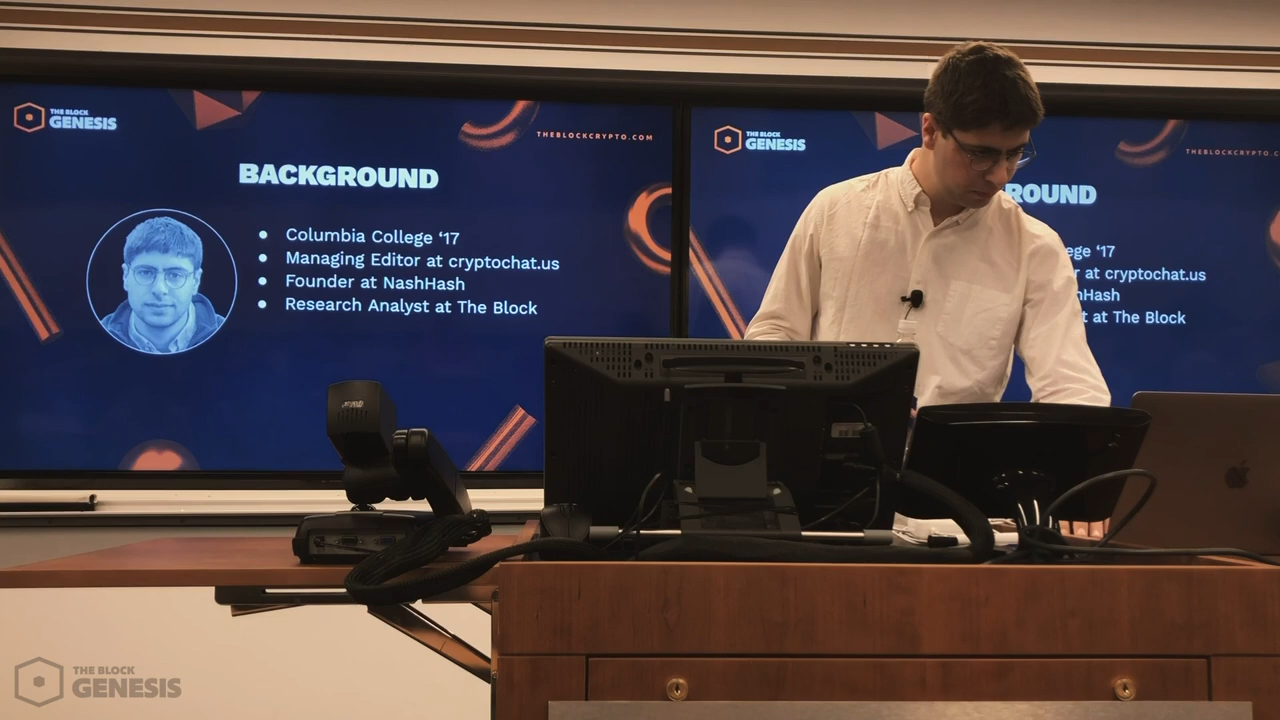 THE BLOCK
GENESIS
THEBLOCKCRYPTO.COM
BACKGROUND
Columbia College ‘17
Managing Editor at cryptochat.us
Founder at NashHash
Research Analyst at The Block
THE BLOCK
GENESIS
THEBLOCKCRYPTO.C
ROUND
ege ‘17
r at cryptochat.us
hHash
t at The Block
THE BLOCK
GENESIS